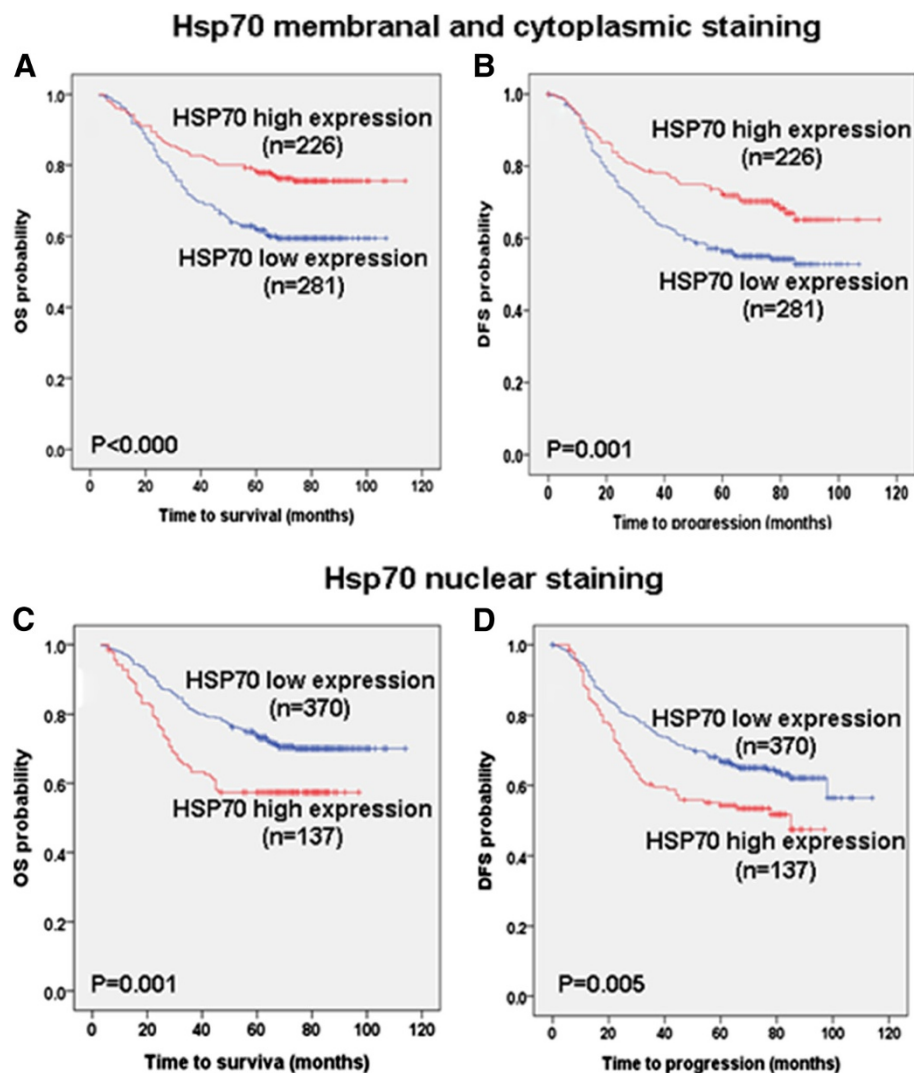 Hsp70 membranal and cytoplasmic staining
A
OS probability
1.0
0.8
0.6
0.4
0.2
0.0
HSP70 high expression
(n=226)
HSP70 low expression
(n=281)
P<0.000
0 20 40 60 80 100 120
Time to survival (months)
B
DFS probability
1.0
0.8
0.6
0.4
0.2
0.0
HSP70 high expression
(n=226)
HSP70 low expression
(n=281)
P=0.001
0 20 40 60 80 100 120
Time to progression (months)
Hsp70 nuclear staining
C
OS probability
1.0
0.8
0.6
0.4
0.2
0.0
HSP70 low expression
(n=370)
HSP70 high expression
(n=137)
P=0.001
0 20 40 60 80 100 120
Time to surviva (months)
D
DFS probability
1.0
0.8
0.6
0.4
0.2
0.0
HSP70 low expression
(n=370)
HSP70 high expression
(n=137)
P=0.005
0 20 40 60 80 100 120
Time to progression (months)